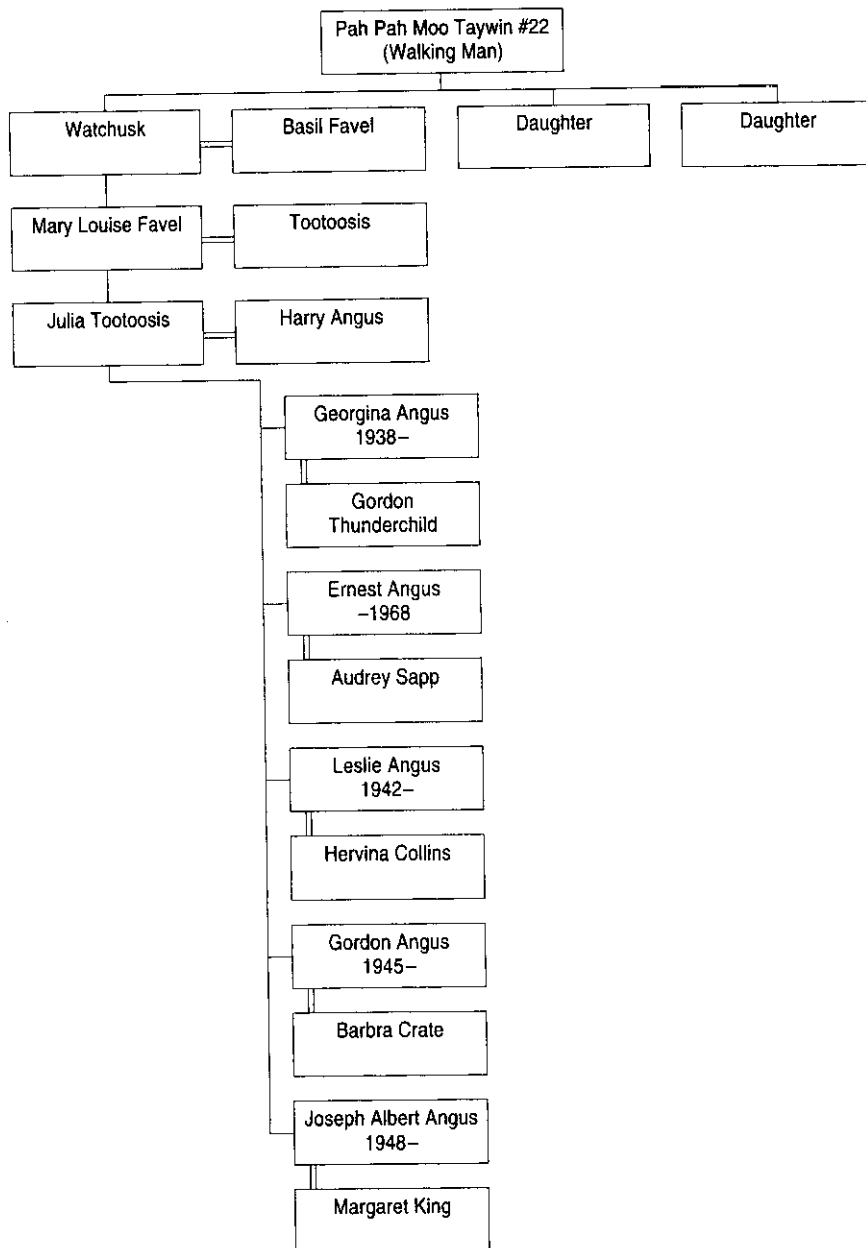 Pah Pah Moo Taywin #22
(Walking Man)
Watchusk
Basil Favel
Daughter
Daughter
Mary Louise Favel
Tootoosis
Julia Tootoosis
Harry Angus
Georgina Angus
1938–
Gordon
Thunderchild
Ernest Angus
–1968
Audrey Sapp
Leslie Angus
1942–
Hervina Collins
Gordon Angus
1945–
Barbra Crate
Joseph Albert Angus
1948–
Margaret King